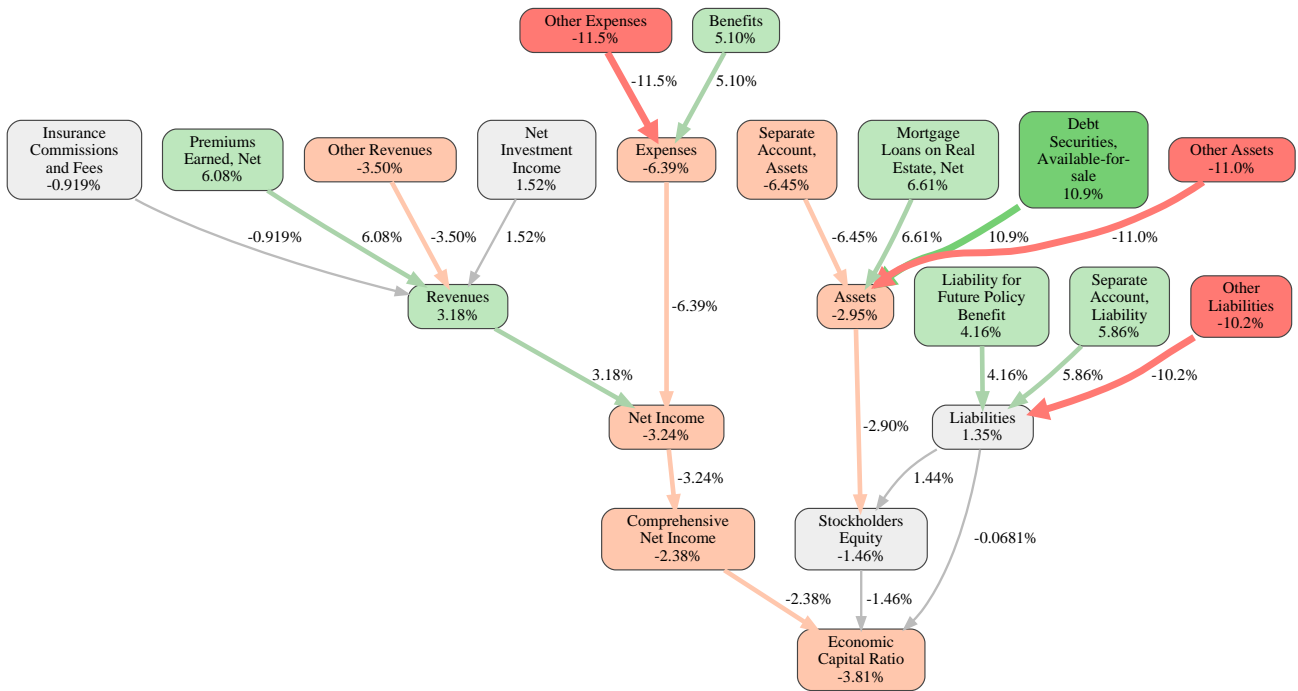 Other Expenses
-11.5%
Benefits
5.10%
-11.5%
5.10%
Insurance
Commissions
and Fees
-0.919%
Premiums
Earned, Net
6.08%
Other Revenues
-3.50%
Net
Investment
Income
1.52%
Expenses
-6.39%
Separate
Account,
Assets
-6.45%
Mortgage
Loans on Real
Estate, Net
6.61%
Debt
Securities,
Available-for-
sale
10.9%
Other Assets
-11.0%
-0.919%
6.08%
-3.50%
1.52%
-6.45%
6.61%
10.9%
-11.0%
Revenues
3.18%
-6.39%
Assets
-2.95%
Liability for
Future Policy
Benefit
4.16%
Separate
Account,
Liability
5.86%
Other
Liabilities
-10.2%
3.18%
4.16%
5.86%
-10.2%
Net Income
-3.24%
-2.90%
Liabilities
1.35%
-3.24%
1.44%
Comprehensive
Net Income
-2.38%
Stockholders
Equity
-1.46%
-0.0681%
-2.38%
-1.46%
Economic
Capital Ratio
-3.81%